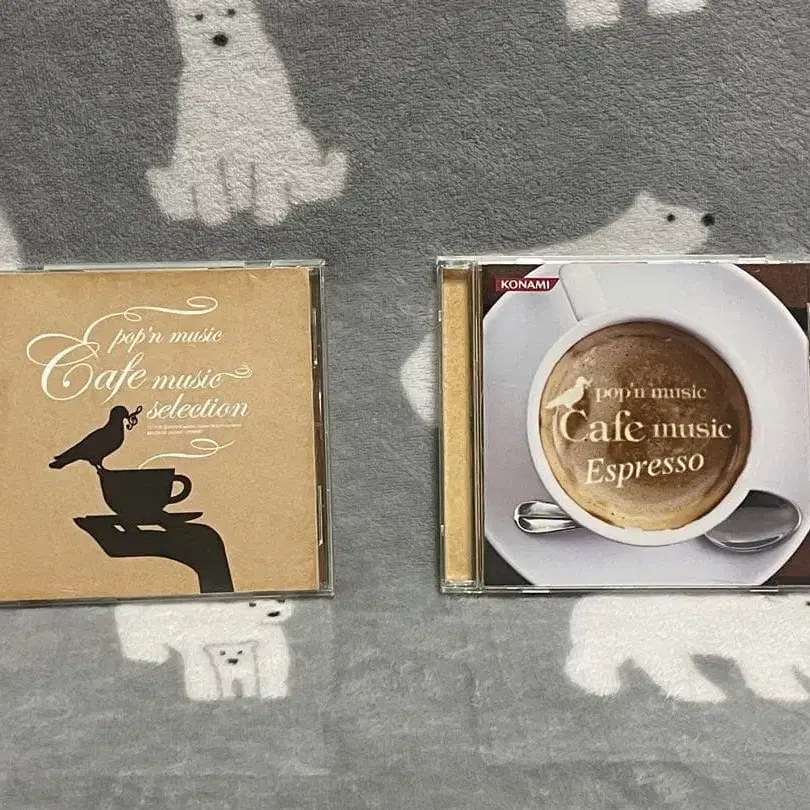 pop'n music
Cafe music
selection
KONAMI
pop'n music
Cafe music
Espresso